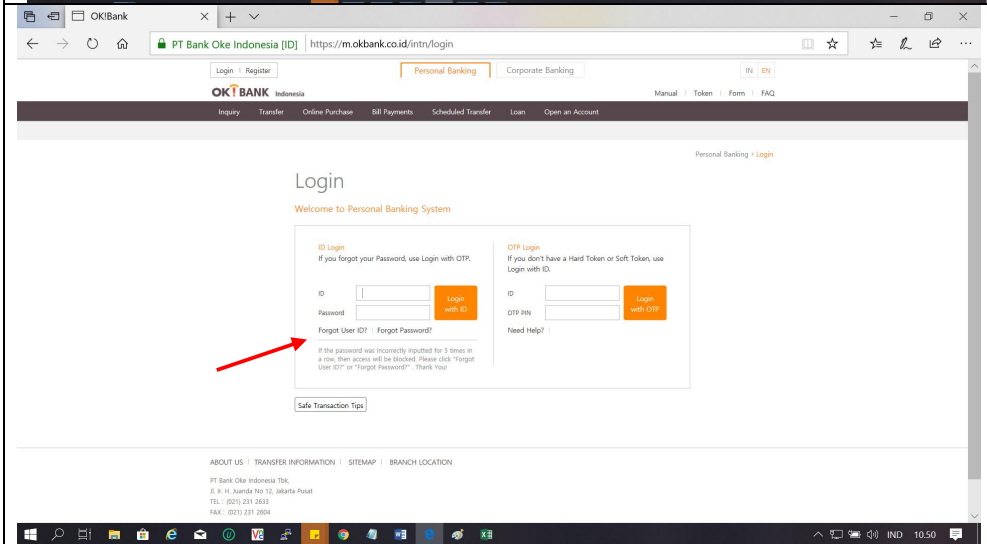 OK!Bank
PT Bank Oke Indonesia [ID] https://m.okbank.co.id/intn/login
Login Register Personal Banking Corporate Banking IN EN
OK! BANK Indonesia Manual Token Form FAQ
Inquiry Transfer Online Purchase Bill Payments Scheduled Transfer Loan Open an Account
Personal Banking > Login
Login
Welcome to Personal Banking System
ID Login
If you forgot your Password, use Login with OTP.
ID
Password
Login
with ID
Forgot User ID? Forgot Password?
If the password was incorrectly inputted for 5 times in
a row, then access will be blocked. Please click "Forgot
User ID?" or "Forgot Password?" . Thank You!
OTP Login
If you don't have a Hard Token or Soft Token, use
Login with ID.
ID
OTP PIN
Login
with OTP
Need Help?
Safe Transaction Tips
ABOUT US TRANSFER INFORMATION SITEMAP BRANCH LOCATION
PT Bank Oke Indonesia Tbk.
Jl. Ir. H. Juanda No 12, Jakarta Pusat
TEL : (021) 231 2633
FAX : (021) 231 2604
IND 10.50